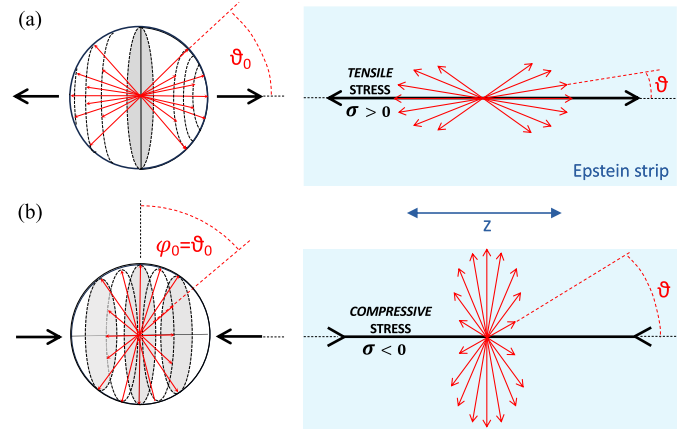 (a)
ϑ₀
TENSILE
STRESS
σ > 0
ϑ
Epstein strip
(b)
z
φ₀=ϑ₀
COMPRESSIVE
STRESS
σ < 0
ϑ